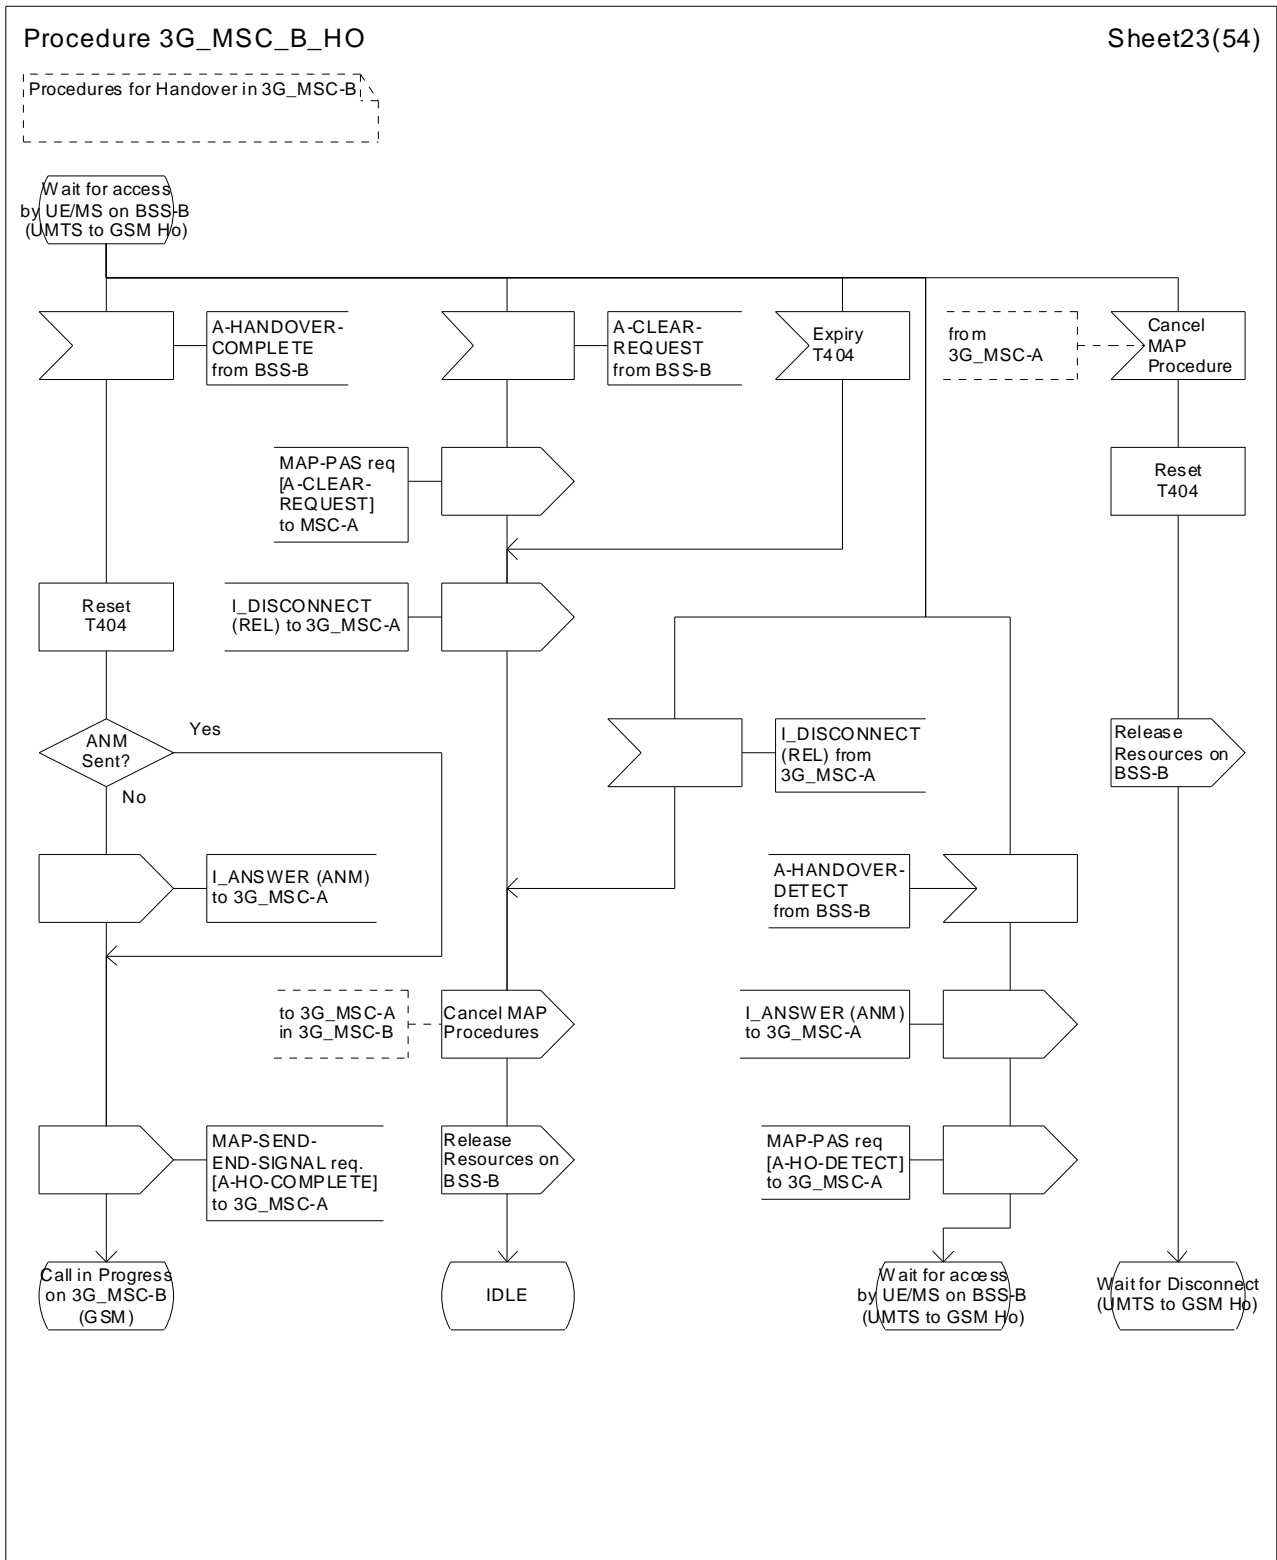 Procedure 3G_MSC_B_HO
Sheet23(54)
Procedures for Handover in 3G_MSC-B
Wait for access
by UE/MS on BSS-B
(UMTS to GSM Ho)
A-HANDOVER-
COMPLETE
from BSS-B
A-CLEAR-
REQUEST
from BSS-B
Expiry
T404
from
3G_MSC-A
Cancel
MAP
Procedure
MAP-PAS req
[A-CLEAR-
REQUEST]
to MSC-A
Reset
T404
Reset
T404
I_DISCONNECT
(REL) to 3G_MSC-A
ANM
Sent?
Yes
No
I_DISCONNECT
(REL) from
3G_MSC-A
Release
Resources on
BSS-B
I_ANSWER (ANM)
to 3G_MSC-A
A-HANDOVER-
DETECT
from BSS-B
to 3G_MSC-A
in 3G_MSC-B
Cancel MAP
Procedures
I_ANSWER (ANM)
to 3G_MSC-A
MAP-SEND-
END-SIGNAL req.
[A-HO-COMPLETE]
to 3G_MSC-A
Release
Resources on
BSS-B
MAP-PAS req
[A-HO-DETECT]
to 3G_MSC-A
Call in Progress
on 3G_MSC-B
(GSM)
IDLE
Wait for access
by UE/MS on BSS-B
(UMTS to GSM Ho)
Wait for Disconnect
(UMTS to GSM Ho)